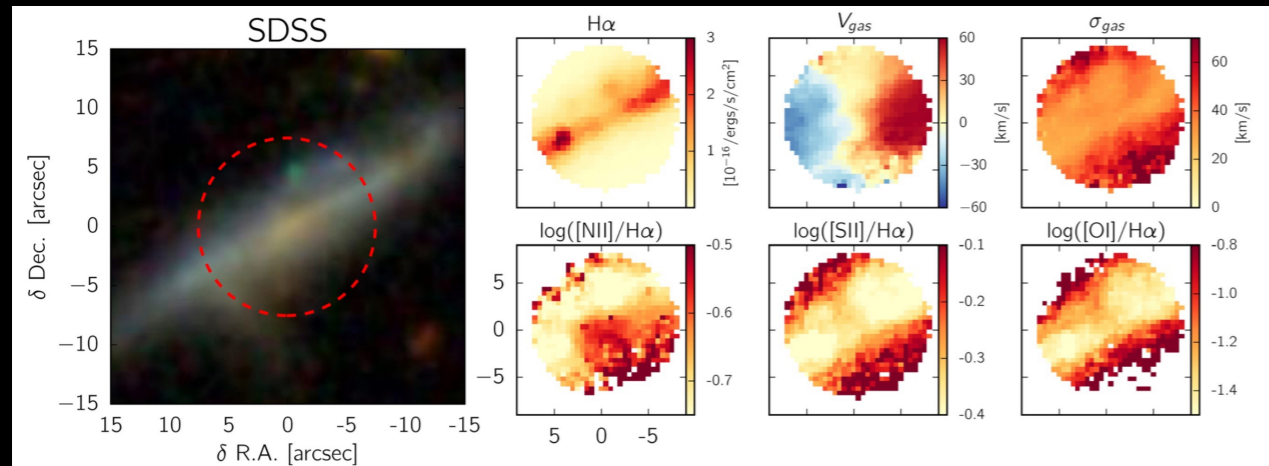 SDSS
15
10
5
0
−5
−10
−15
15 10 5 0 -5 -10 -15
δ R.A. [arcsec]
δ Dec. [arcsec]
Hα
3
2
1
[10⁻¹⁶/ergs/s/cm²]
V_gas
60
30
0
−30
−60
[km/s]
σ_gas
60
40
20
0
[km/s]
log([NII]/Hα)
5
0
−5
5 0 -5
-0.5
-0.6
-0.7
log([SII]/Hα)
-0.1
-0.2
-0.3
-0.4
log([OI]/Hα)
-0.8
-1.0
-1.2
-1.4